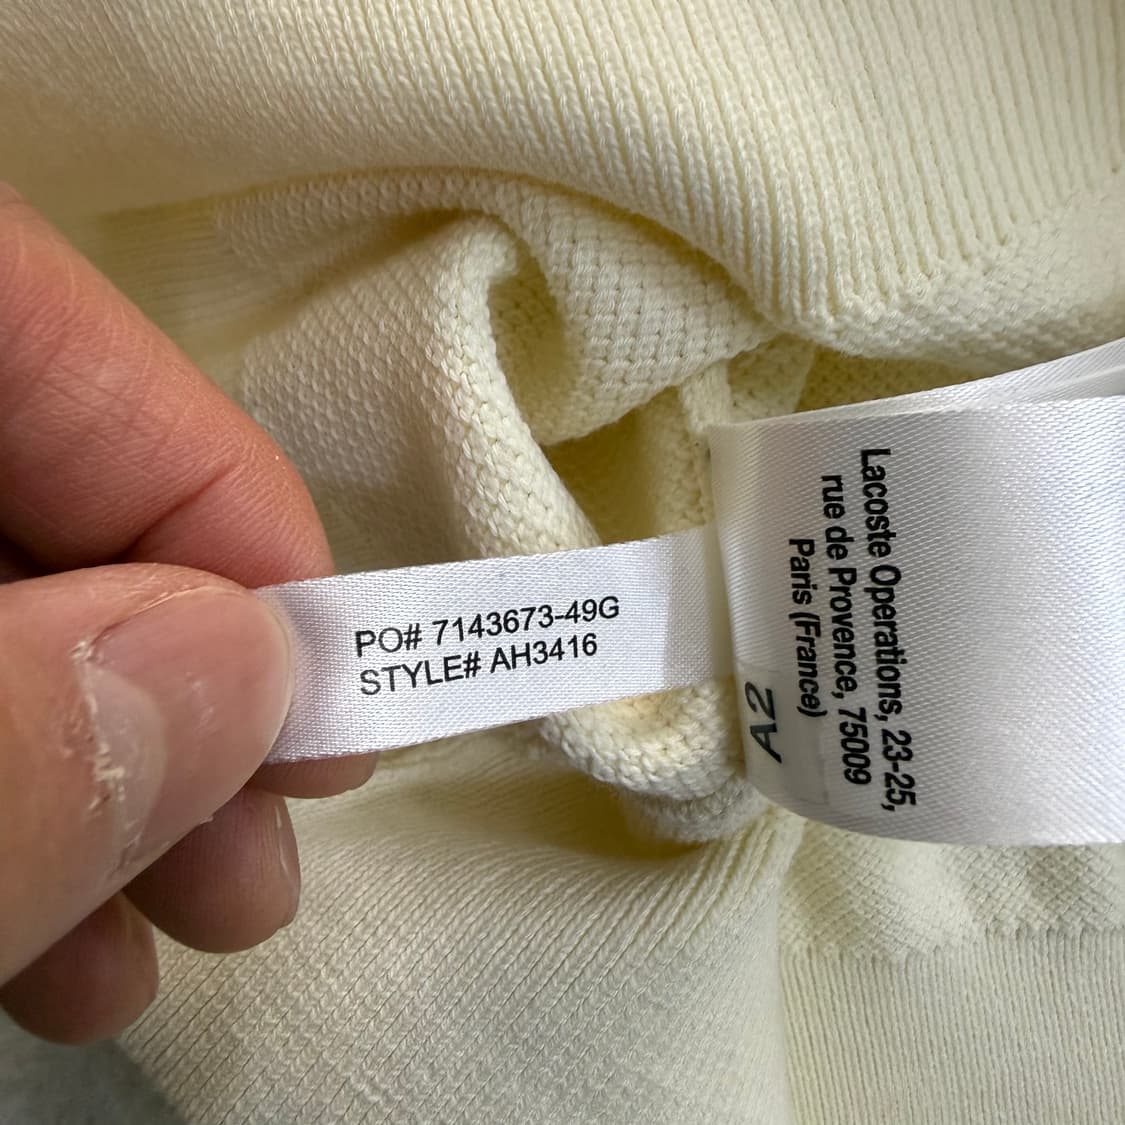 PO# 7143673-49G
STYLE# AH3416
Lacoste Operations, 23-25,
rue de Provence, 75009
Paris (France)
A2